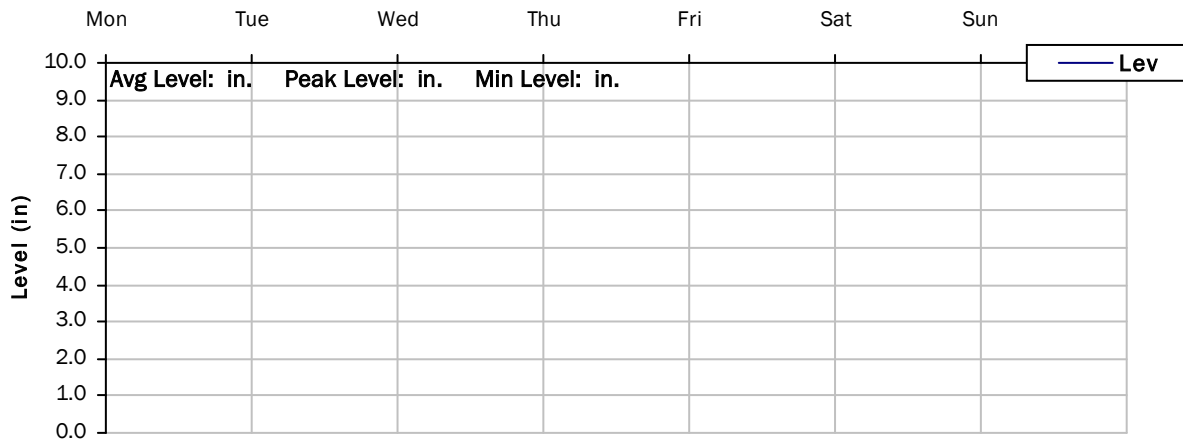 Mon Tue Wed Thu Fri Sat Sun
Lev
10.0
Avg Level: in. Peak Level: in. Min Level: in.
9.0
8.0
7.0
6.0
5.0
4.0
3.0
2.0
1.0
0.0
Level (in)